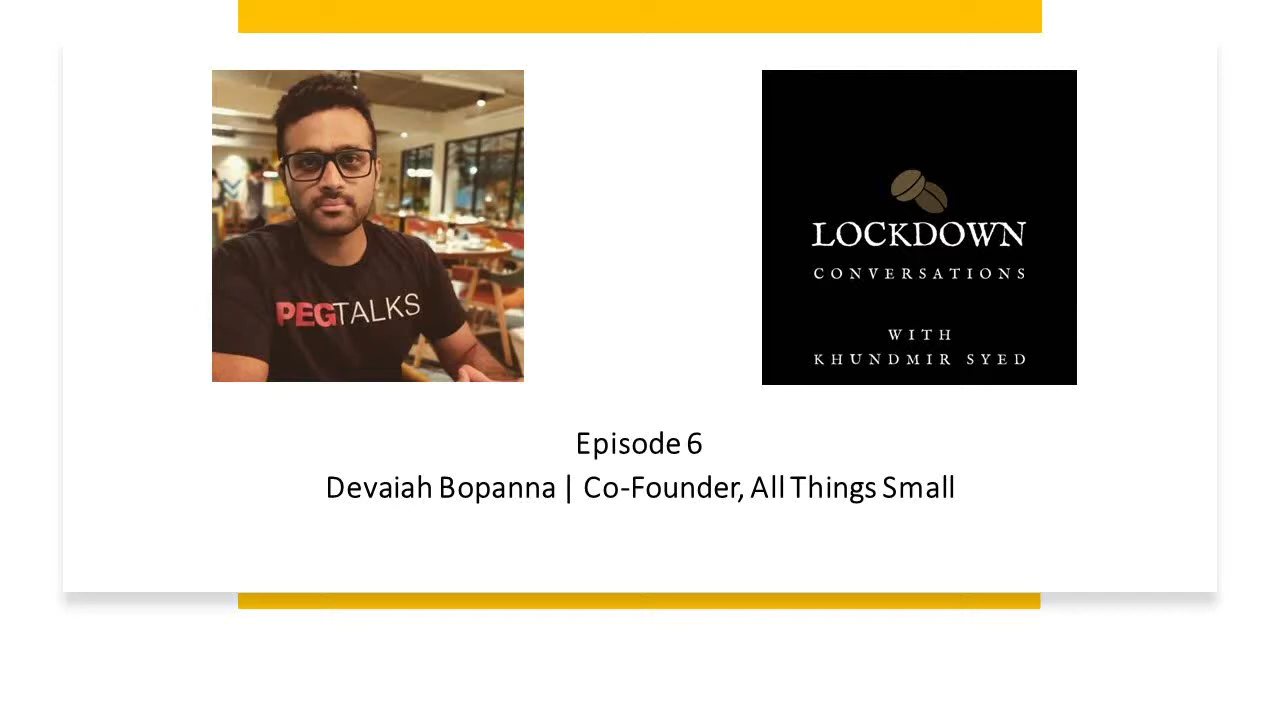 PEGTALKS
LOCKDOWN
CONVERSATIONS
WITH
KHUNDMIR SYED
Episode 6
Devaiah Bopanna | Co-Founder, All Things Small